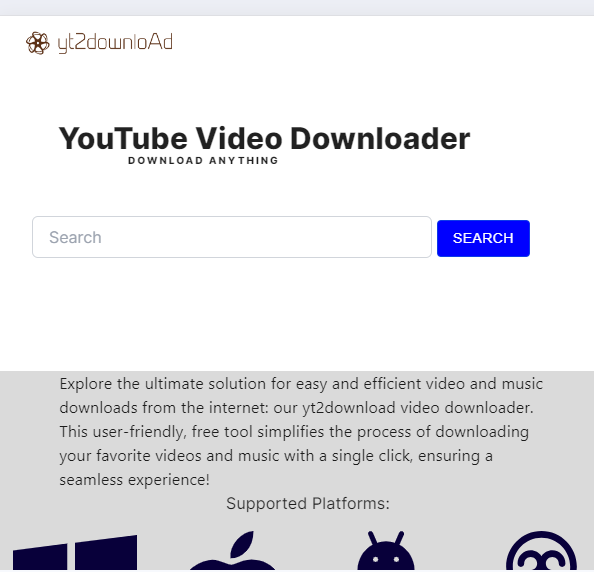 yt2downloAd
YouTube Video Downloader
DOWNLOAD ANYTHING
Search
SEARCH
Explore the ultimate solution for easy and efficient video and music
downloads from the internet: our yt2download video downloader.
This user-friendly, free tool simplifies the process of downloading
your favorite videos and music with a single click, ensuring a
seamless experience!
Supported Platforms: